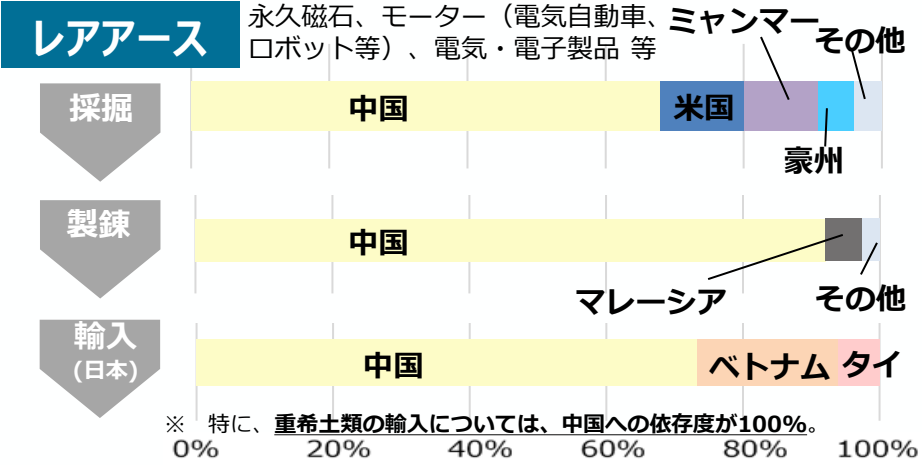 レアアース
永久磁石、モーター（電気自動車、
ロボット等）、電気・電子製品 等
ミャンマー
その他
採掘
中国
米国
豪州
製錬
中国
マレーシア
その他
輸入
(日本)
中国
ベトナム
タイ
※ 特に、重希土類の輸入については、中国への依存度が100%。
0% 20% 40% 60% 80% 100%